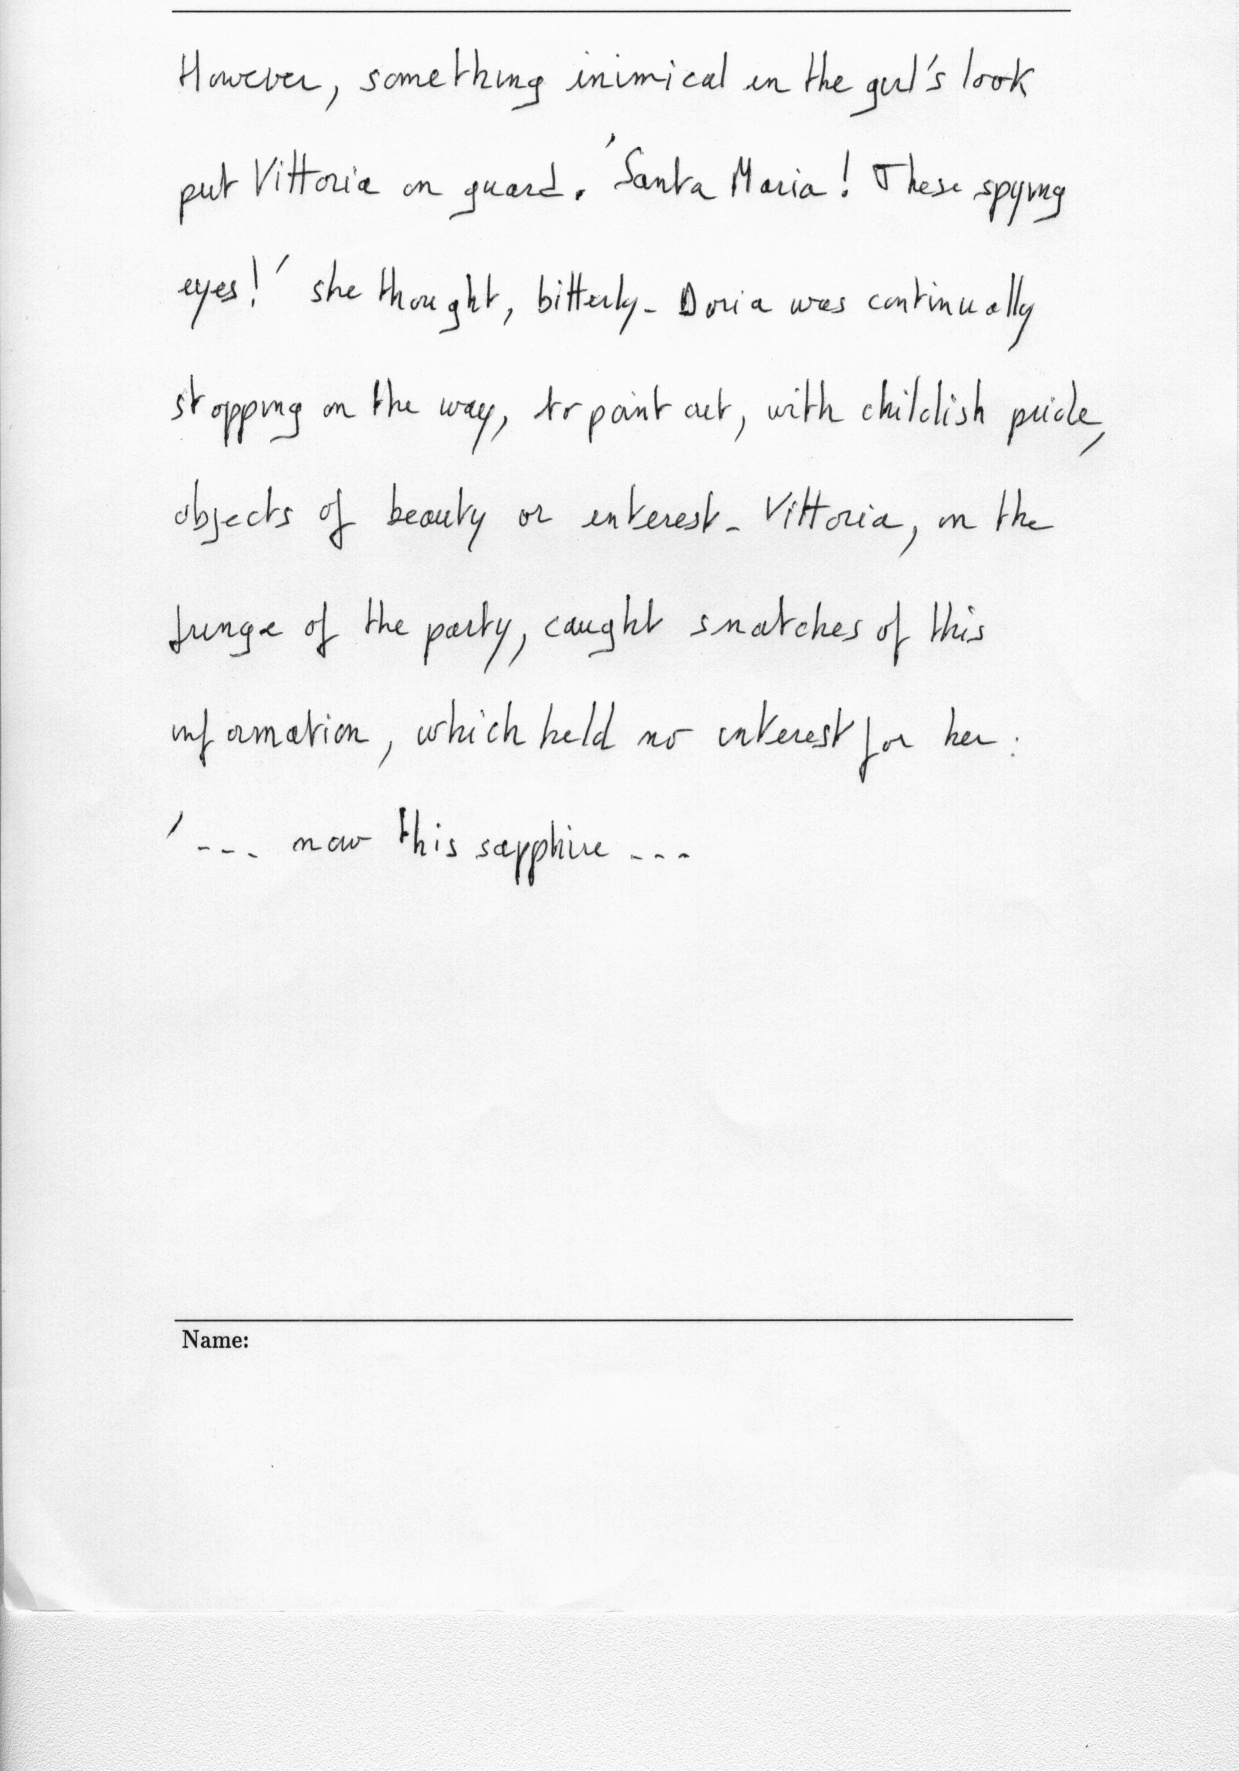 However, something inimical in the girl's look
put Vittoria on guard. 'Santa Maria! These spying
eyes!' she thought, bitterly. Doria was continually
stopping on the way, to point out, with childish pride,
objects of beauty or interest. Vittoria, on the
fringe of the party, caught snatches of this
information, which held no interest for her:
'... now this sapphire ...
Name: